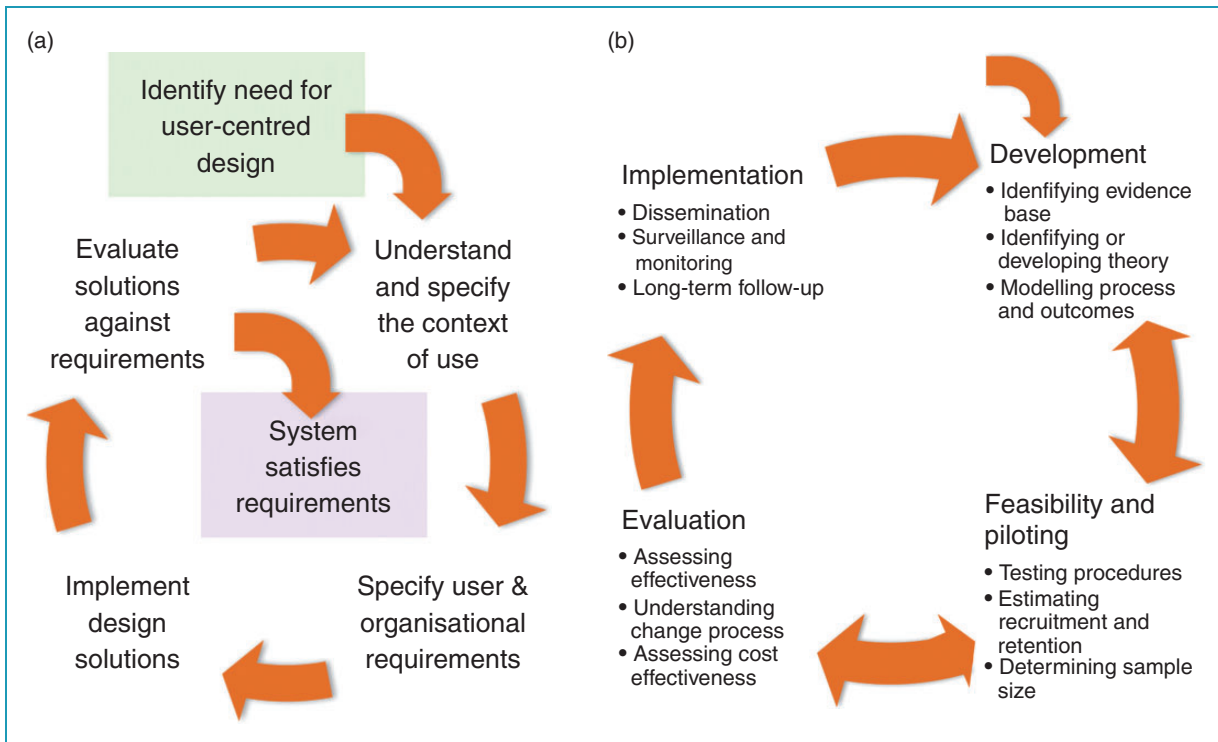 (a)
Identify need for
user-centred
design
Evaluate
solutions
against
requirements
Understand
and specify
the context
of use
System
satisfies
requirements
Implement
design
solutions
Specify user &
organisational
requirements
(b)
Implementation
• Dissemination
• Surveillance and
monitoring
• Long-term follow-up
Development
• Idenfifying evidence
base
• Idenfifying or
developing theory
• Modelling process
and outcomes
Evaluation
• Assessing
effectiveness
• Understanding
change process
• Assessing cost
effectiveness
Feasibility and
piloting
• Testing procedures
• Estimating
recruitment and
retention
• Determining sample
size